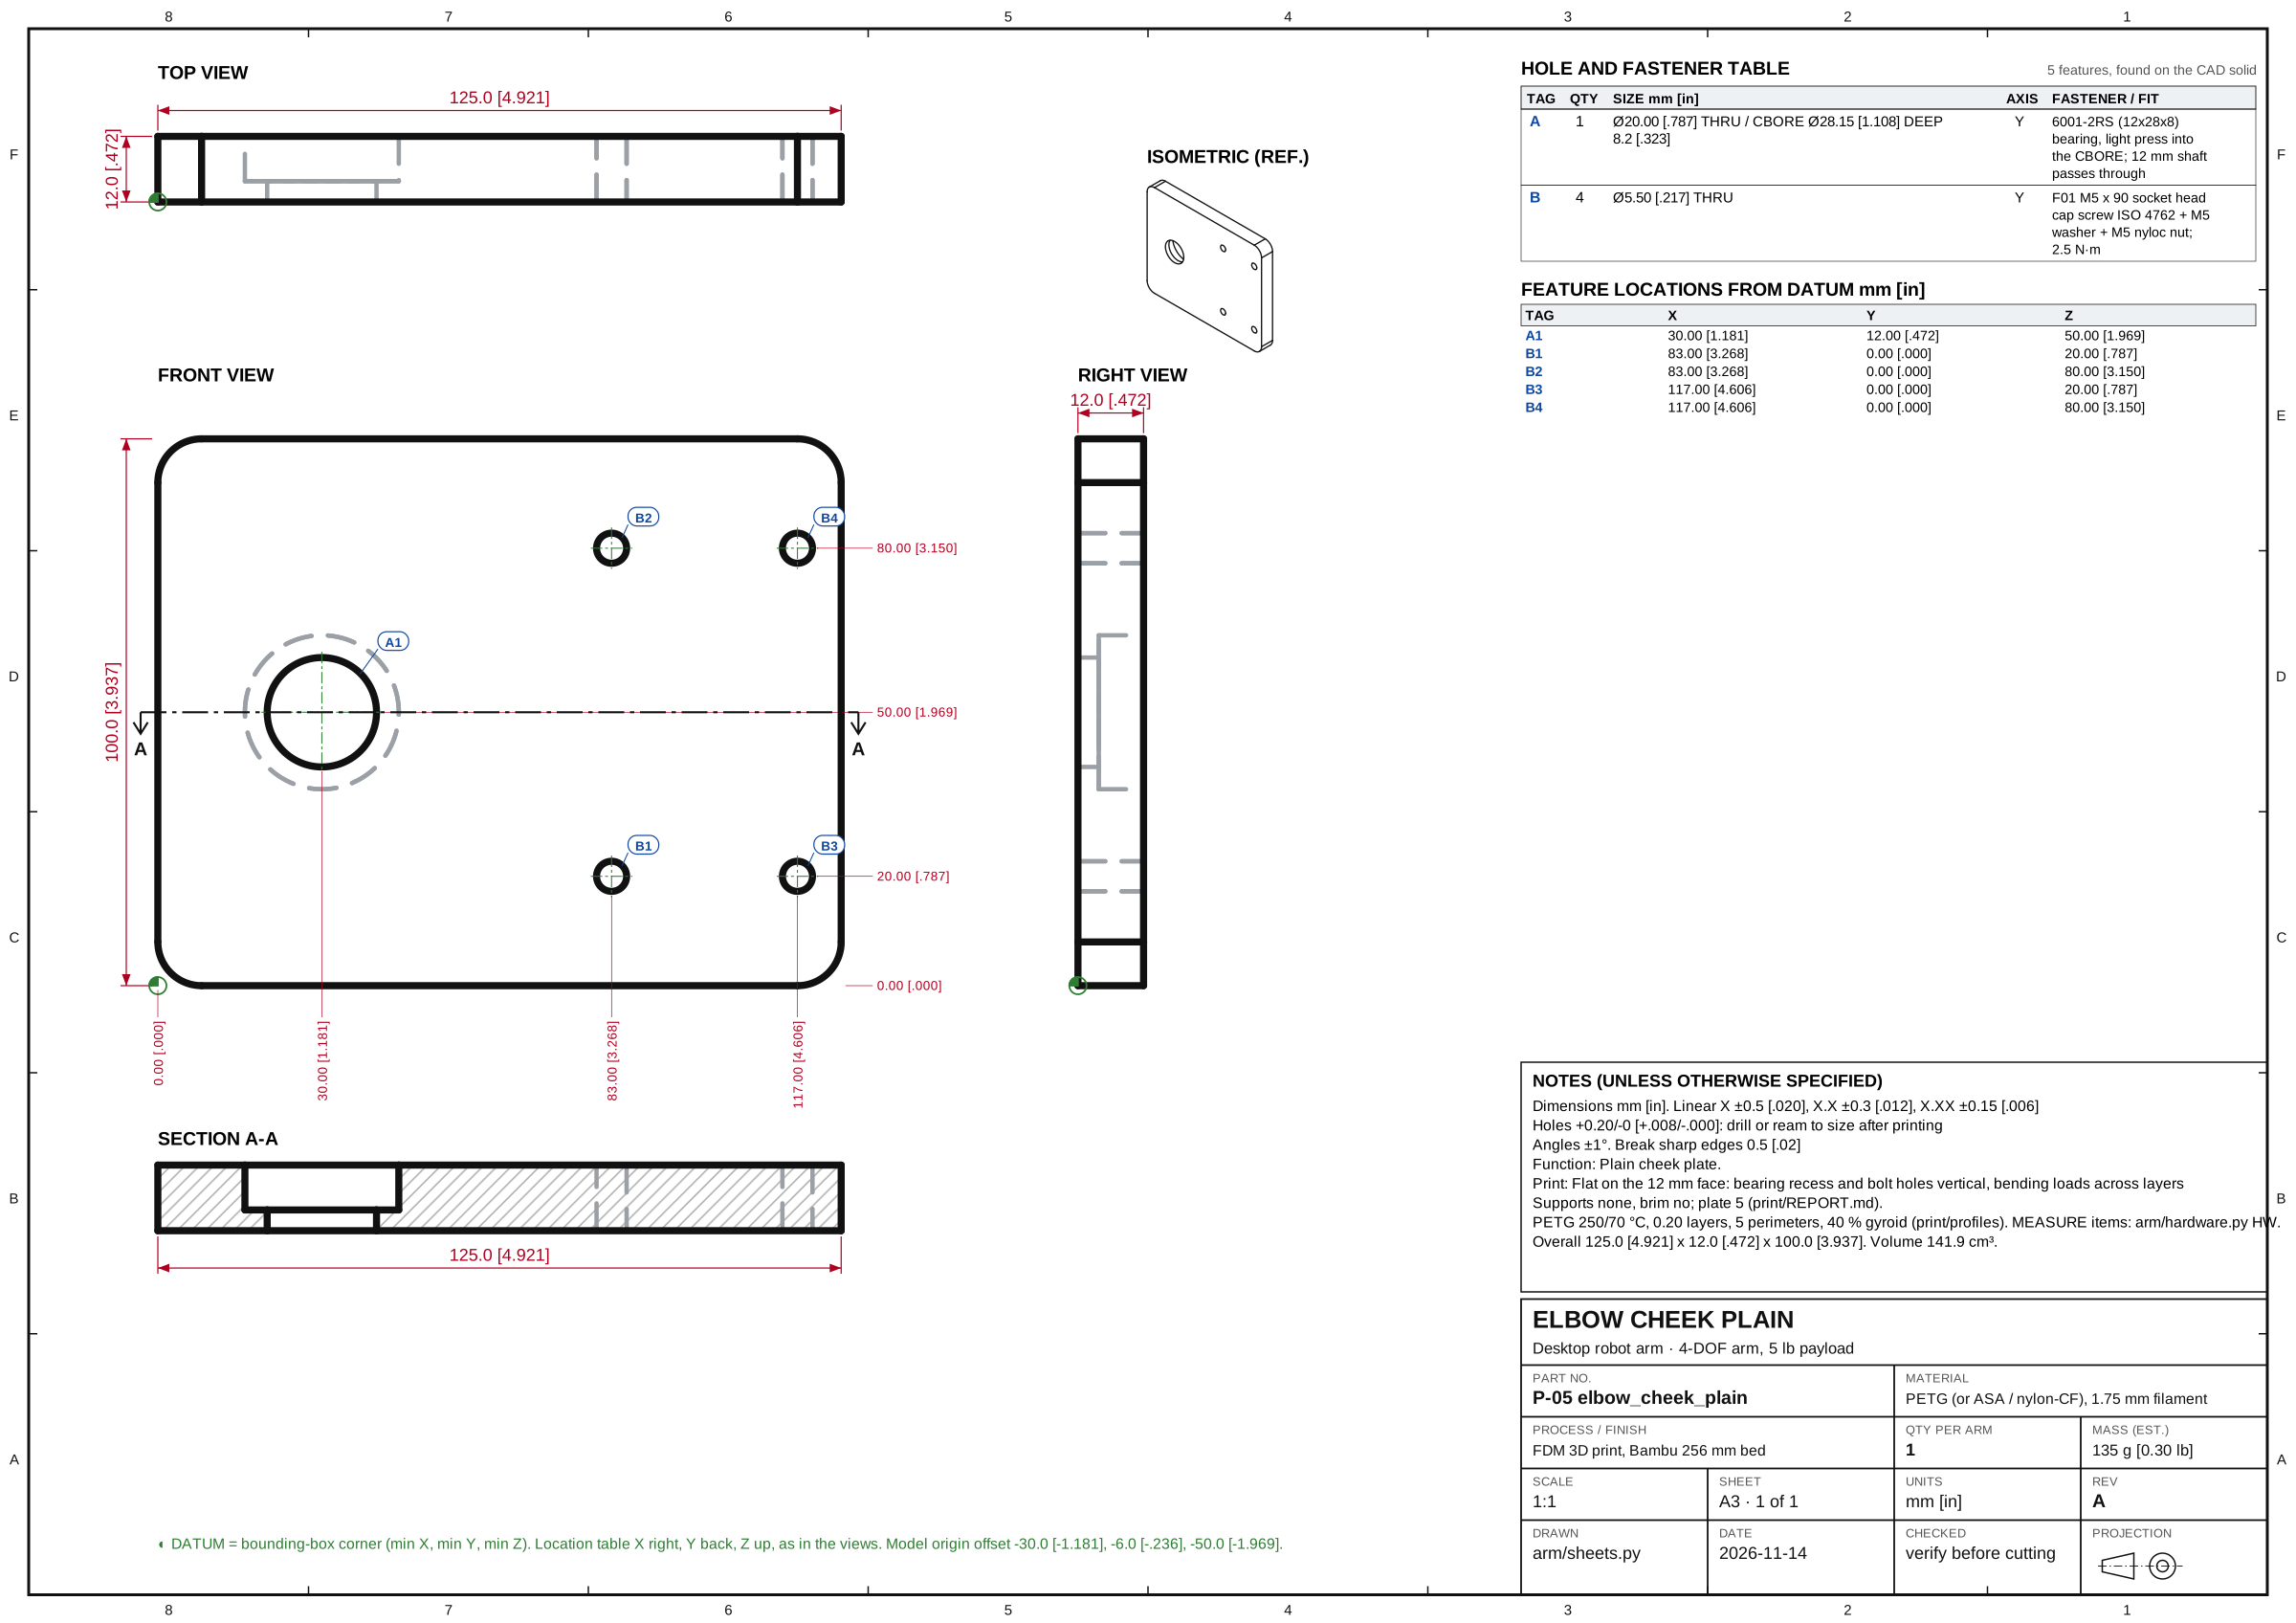 8 7 6 5 4 3 2 1
TOP VIEW
125.0 [4.921]
12.0 [.472]
ISOMETRIC (REF.)
HOLE AND FASTENER TABLE
5 features, found on the CAD solid
TAG QTY SIZE mm [in] AXIS FASTENER / FIT
A 1 Ø20.00 [.787] THRU / CBORE Ø28.15 [1.108] DEEP Y 6001-2RS (12x28x8)
8.2 [.323] bearing, light press into
the CBORE; 12 mm shaft
passes through
B 4 Ø5.50 [.217] THRU Y F01 M5 x 90 socket head
cap screw ISO 4762 + M5
washer + M5 nyloc nut;
2.5 N·m
FEATURE LOCATIONS FROM DATUM mm [in]
TAG X Y Z
A1 30.00 [1.181] 12.00 [.472] 50.00 [1.969]
B1 83.00 [3.268] 0.00 [.000] 20.00 [.787]
B2 83.00 [3.268] 0.00 [.000] 80.00 [3.150]
B3 117.00 [4.606] 0.00 [.000] 20.00 [.787]
B4 117.00 [4.606] 0.00 [.000] 80.00 [3.150]
FRONT VIEW
RIGHT VIEW
12.0 [.472]
100.0 [3.937]
B2
B4
80.00 [3.150]
A1
50.00 [1.969]
A
A
B1
B3
20.00 [.787]
0.00 [.000]
0.00 [.000]
30.00 [1.181]
83.00 [3.268]
117.00 [4.606]
SECTION A-A
125.0 [4.921]
NOTES (UNLESS OTHERWISE SPECIFIED)
Dimensions mm [in]. Linear X ±0.5 [.020], X.X ±0.3 [.012], X.XX ±0.15 [.006]
Holes +0.20/-0 [+.008/-.000]: drill or ream to size after printing
Angles ±1°. Break sharp edges 0.5 [.02]
Function: Plain cheek plate.
Print: Flat on the 12 mm face: bearing recess and bolt holes vertical, bending loads across layers
Supports none, brim no; plate 5 (print/REPORT.md).
PETG 250/70 °C, 0.20 layers, 5 perimeters, 40 % gyroid (print/profiles). MEASURE items: arm/hardware.py HW.
Overall 125.0 [4.921] x 12.0 [.472] x 100.0 [3.937]. Volume 141.9 cm³.
ELBOW CHEEK PLAIN
Desktop robot arm · 4-DOF arm, 5 lb payload
PART NO. MATERIAL
P-05 elbow_cheek_plain PETG (or ASA / nylon-CF), 1.75 mm filament
PROCESS / FINISH QTY PER ARM MASS (EST.)
FDM 3D print, Bambu 256 mm bed 1 135 g [0.30 lb]
SCALE SHEET UNITS REV
1:1 A3 · 1 of 1 mm [in] A
DRAWN DATE CHECKED PROJECTION
arm/sheets.py 2026-11-14 verify before cutting
DATUM = bounding-box corner (min X, min Y, min Z). Location table X right, Y back, Z up, as in the views. Model origin offset -30.0 [-1.181], -6.0 [-.236], -50.0 [-1.969].
F F
E E
D D
C C
B B
A A
8 7 6 5 4 3 2 1